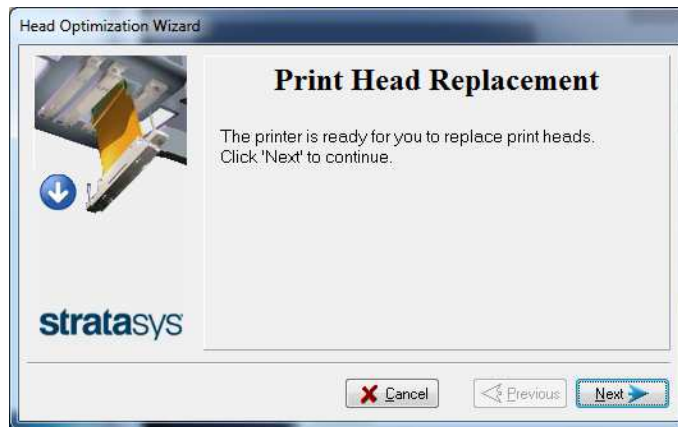 Head Optimization Wizard
Print Head Replacement
The printer is ready for you to replace print heads.
Click 'Next' to continue.
stratasys
Cancel
Previous
Next